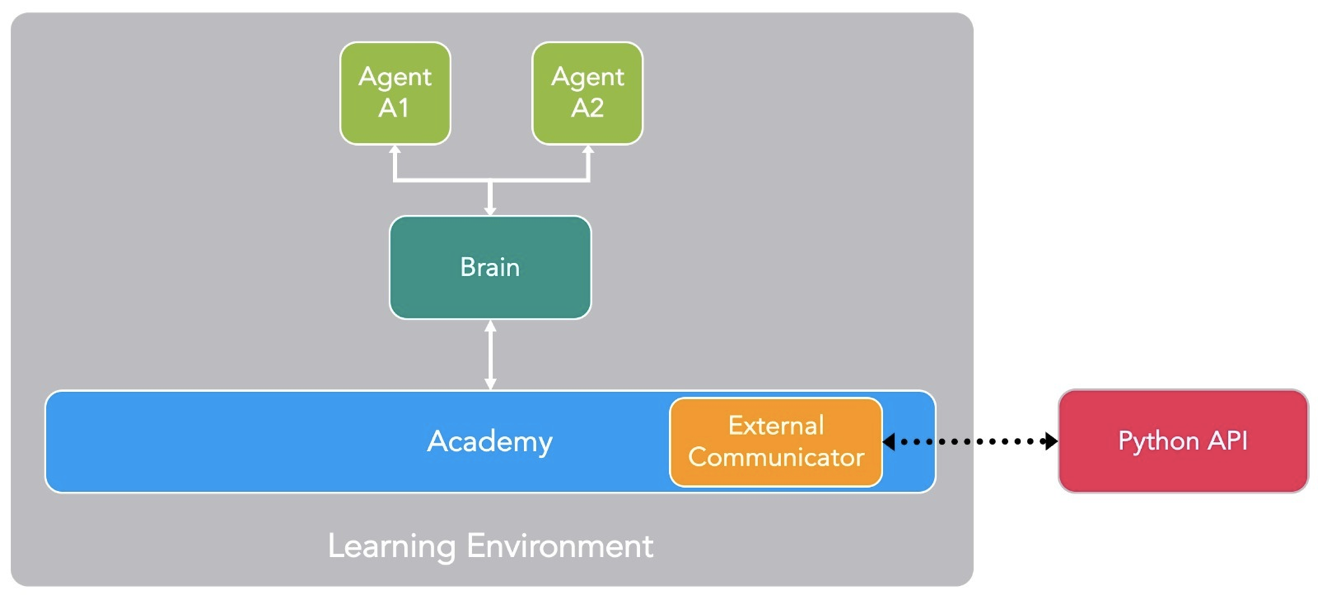 Agent
A1
Agent
A2
Brain
Academy
External
Communicator
Python API
Learning Environment